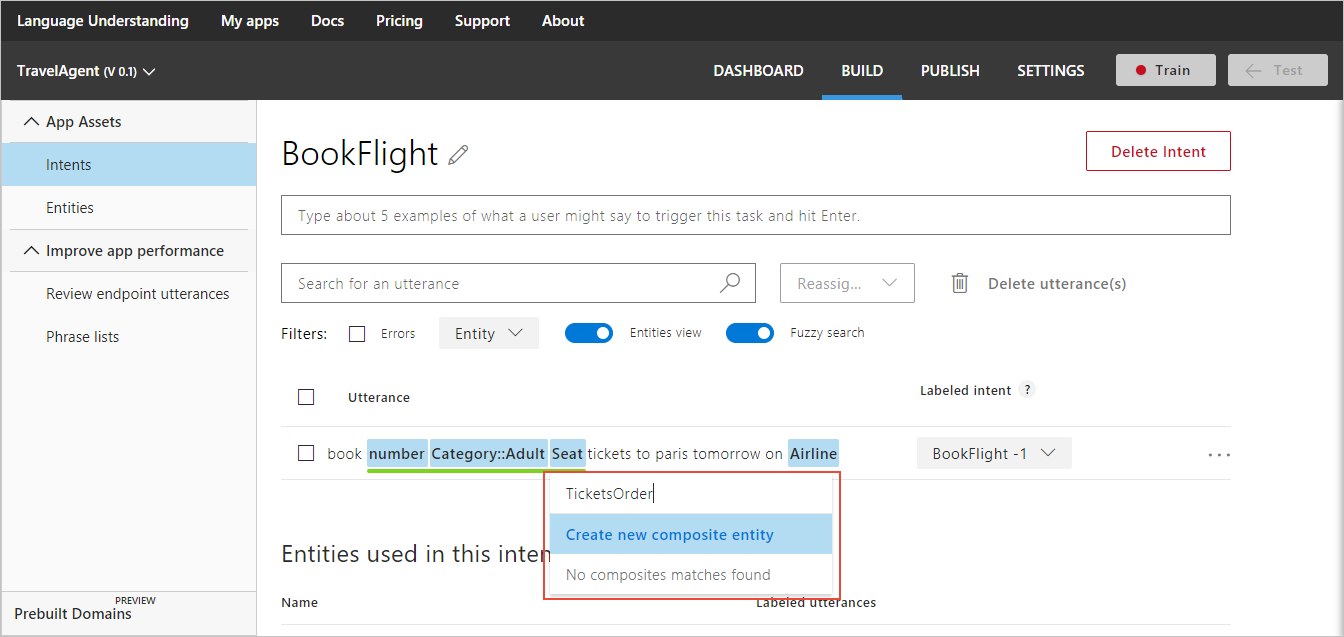 Language Understanding My apps Docs Pricing Support About
TravelAgent (V 0.1) DASHBOARD BUILD PUBLISH SETTINGS Train Test
App Assets
Intents
Entities
Improve app performance
Review endpoint utterances
Phrase lists
PREVIEW
Prebuilt Domains
BookFlight
Delete Intent
Type about 5 examples of what a user might say to trigger this task and hit Enter.
Search for an utterance Reassig... Delete utterance(s)
Filters: Errors Entity Entities view Fuzzy search
Utterance Labeled intent ?
book number Category::Adult Seat tickets to paris tomorrow on Airline BookFlight -1 ...
TicketsOrder
Create new composite entity
No composites matches found
Entities used in this inten
Name Labeled utterances